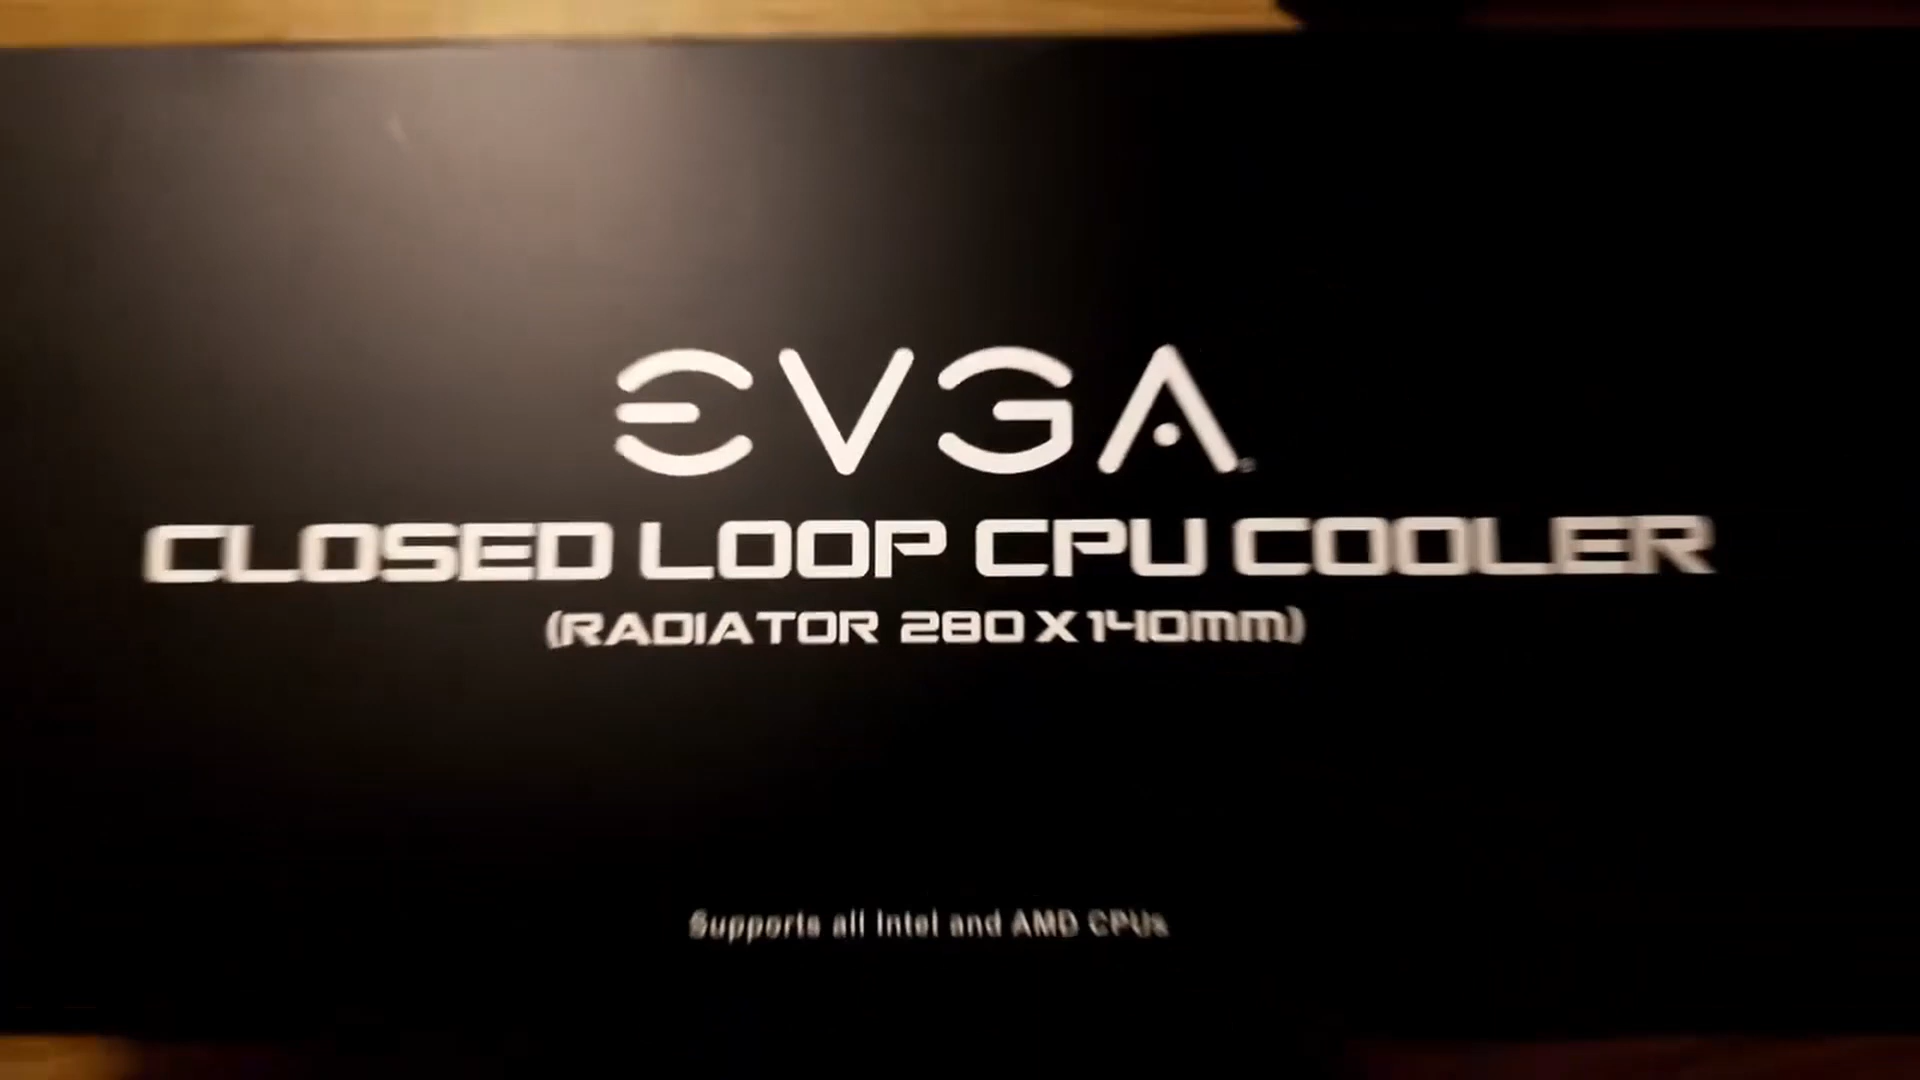 EVGA
CLOSED LOOP CPU COOLER
(RADIATOR 280 X 140mm)
Supports all Intel and AMD CPUs